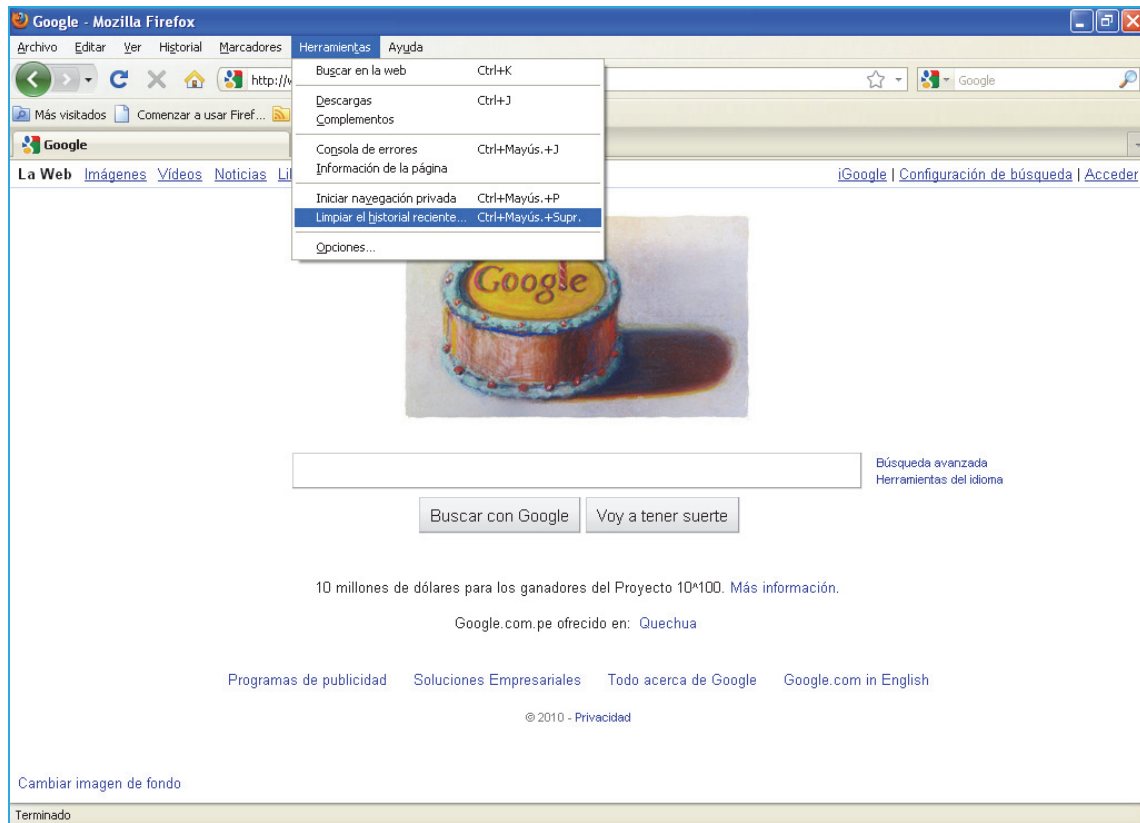 Google - Mozilla Firefox
Archivo Editar Ver Historial Marcadores Herramientas Ayuda
http:// Google
Más visitados Comenzar a usar Firef...
Google
La Web Imágenes Vídeos Noticias iGoogle | Configuración de búsqueda | Acceder
Buscar en la web Ctrl+K
Descargas Ctrl+J
Complementos
Consola de errores Ctrl+Mayús.+J
Información de la página
Iniciar navegación privada Ctrl+Mayús.+P
Limpiar el historial reciente... Ctrl+Mayús.+Supr.
Opciones...
Google
Búsqueda avanzada
Herramientas del idioma
Buscar con Google Voy a tener suerte
10 millones de dólares para los ganadores del Proyecto 10^100. Más información.
Google.com.pe ofrecido en: Quechua
Programas de publicidad Soluciones Empresariales Todo acerca de Google Google.com in English
© 2010 - Privacidad
Cambiar imagen de fondo
Terminado